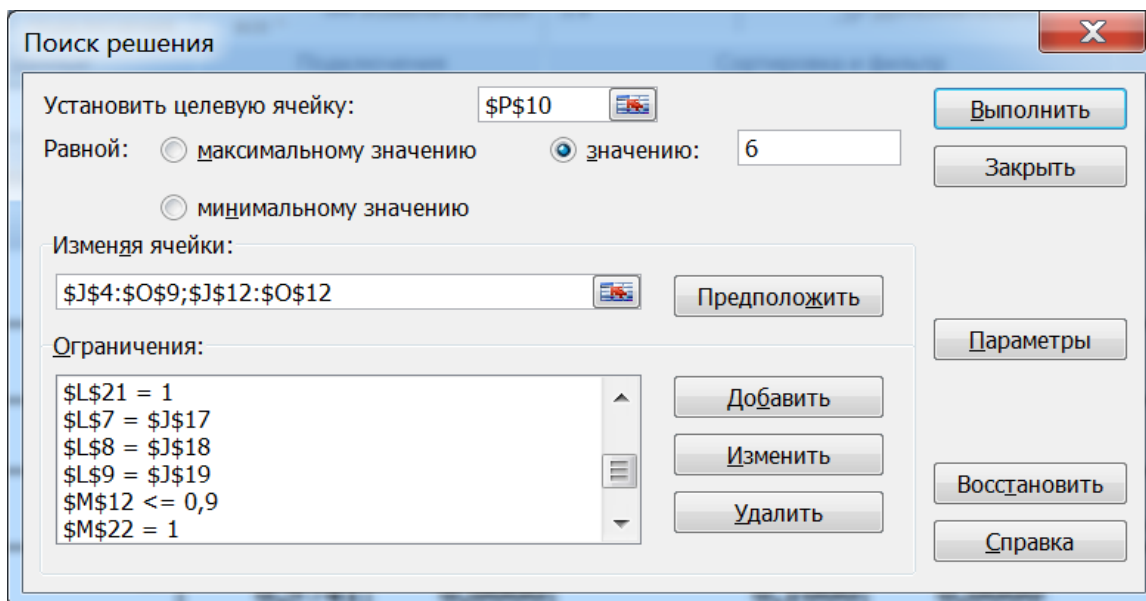 Поиск решения
Установить целевую ячейку: $P$10
Выполнить
Равной: максимальному значению значению: 6
Закрыть
минимальному значению
Изменяя ячейки:
$J$4:$O$9;$J$12:$O$12 Предположить
Ограничения:
Параметры
$L$21 = 1
Добавить
$L$7 = $J$17
$L$8 = $J$18
Изменить
$L$9 = $J$19
Восстановить
$M$12 <= 0,9
Удалить
$M$22 = 1
Справка